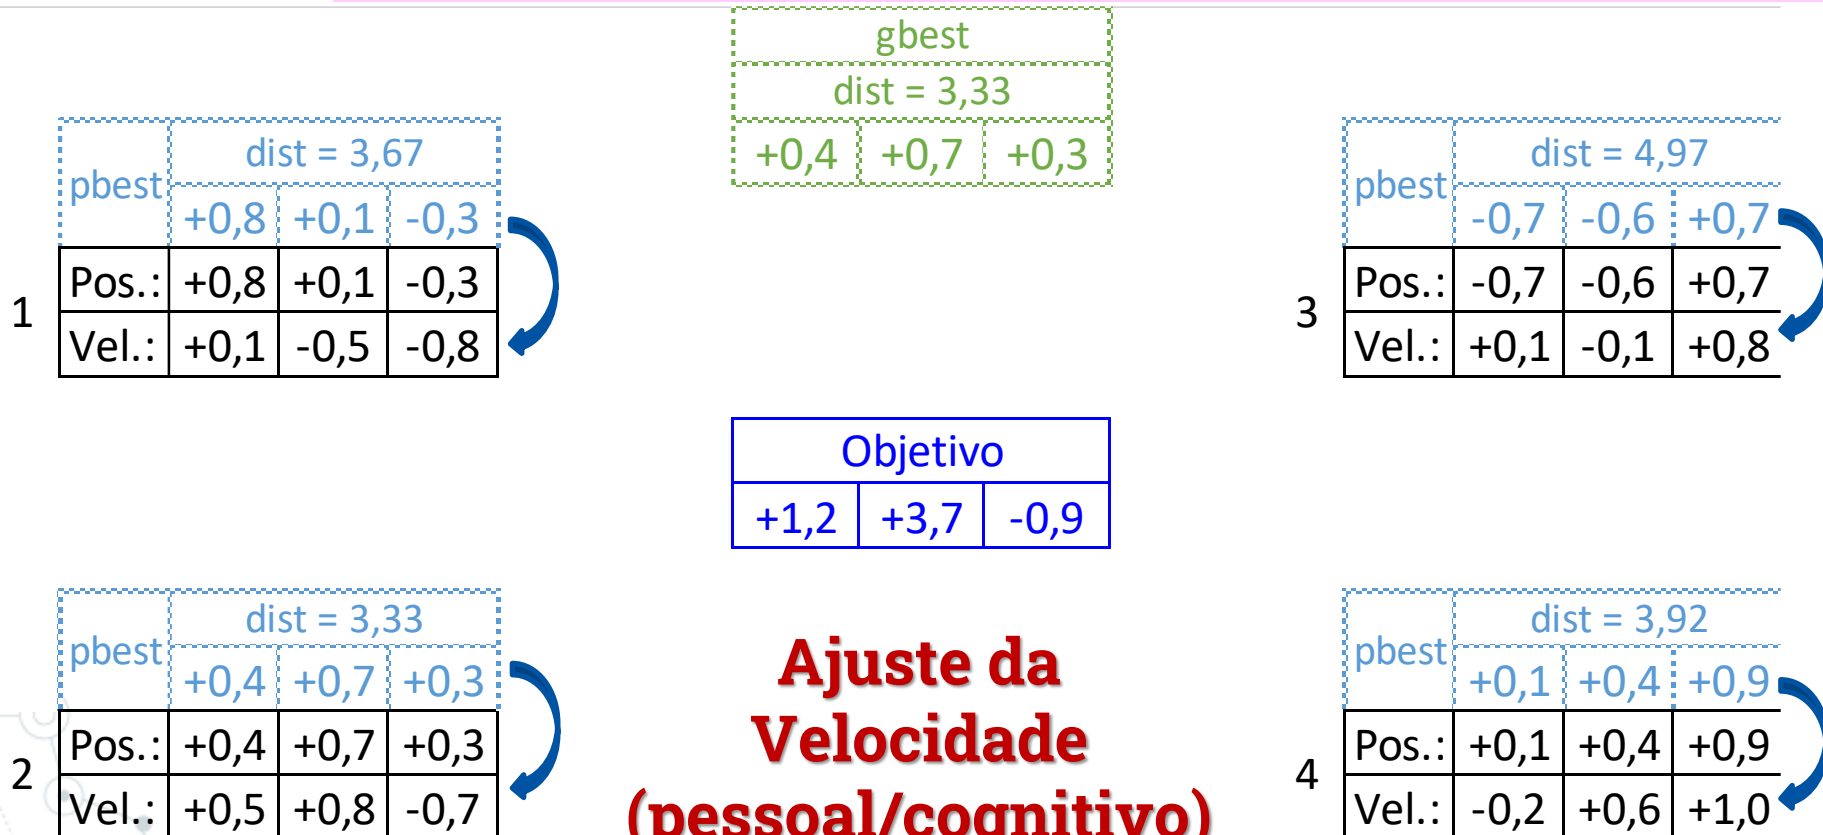 gbest
dist = 3,33
+0,4 +0,7 +0,3
pbest
dist = 3,67
+0,8 +0,1 -0,3
1
Pos.: +0,8 +0,1 -0,3
Vel.: +0,1 -0,5 -0,8
pbest
dist = 4,97
-0,7 -0,6 +0,7
3
Pos.: -0,7 -0,6 +0,7
Vel.: +0,1 -0,1 +0,8
Objetivo
+1,2 +3,7 -0,9
pbest
dist = 3,33
+0,4 +0,7 +0,3
2
Pos.: +0,4 +0,7 +0,3
Vel.: +0,5 +0,8 -0,7
Ajuste da
Velocidade
(pessoal/cognitivo)
pbest
dist = 3,92
+0,1 +0,4 +0,9
4
Pos.: +0,1 +0,4 +0,9
Vel.: -0,2 +0,6 +1,0